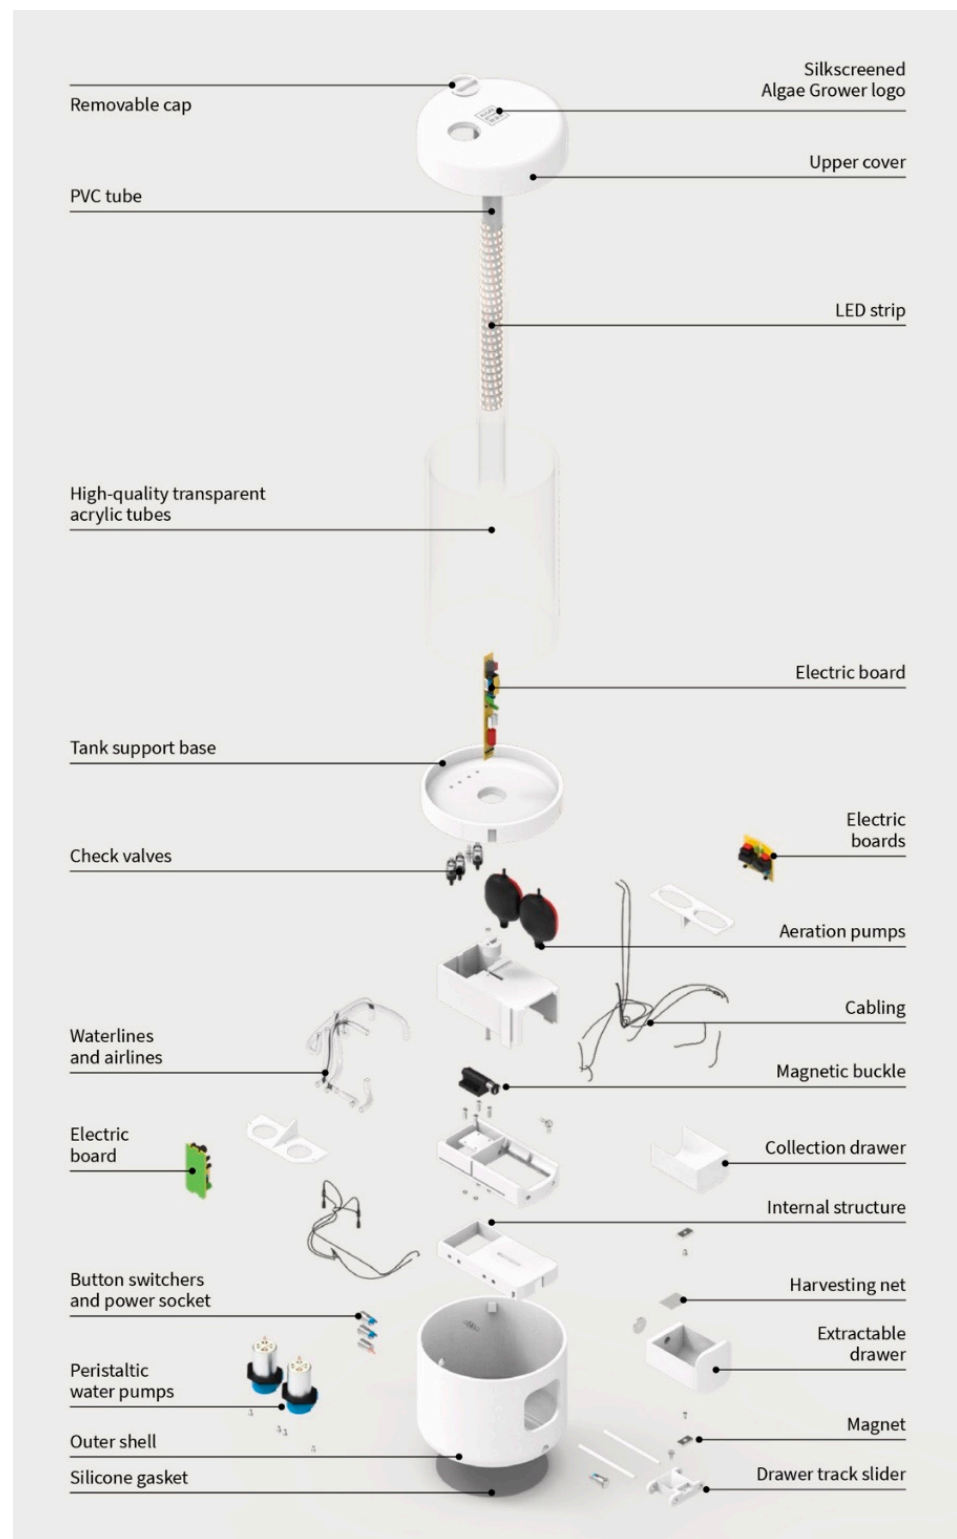 Removable cap
Silkscreened
Algae Grower logo
Upper cover
PVC tube
LED strip
High-quality transparent
acrylic tubes
Electric board
Tank support base
Electric
boards
Check valves
Aeration pumps
Cabling
Waterlines
and airlines
Magnetic buckle
Electric
board
Collection drawer
Internal structure
Button switchers
and power socket
Harvesting net
Extractable
drawer
Peristaltic
water pumps
Magnet
Outer shell
Drawer track slider
Silicone gasket